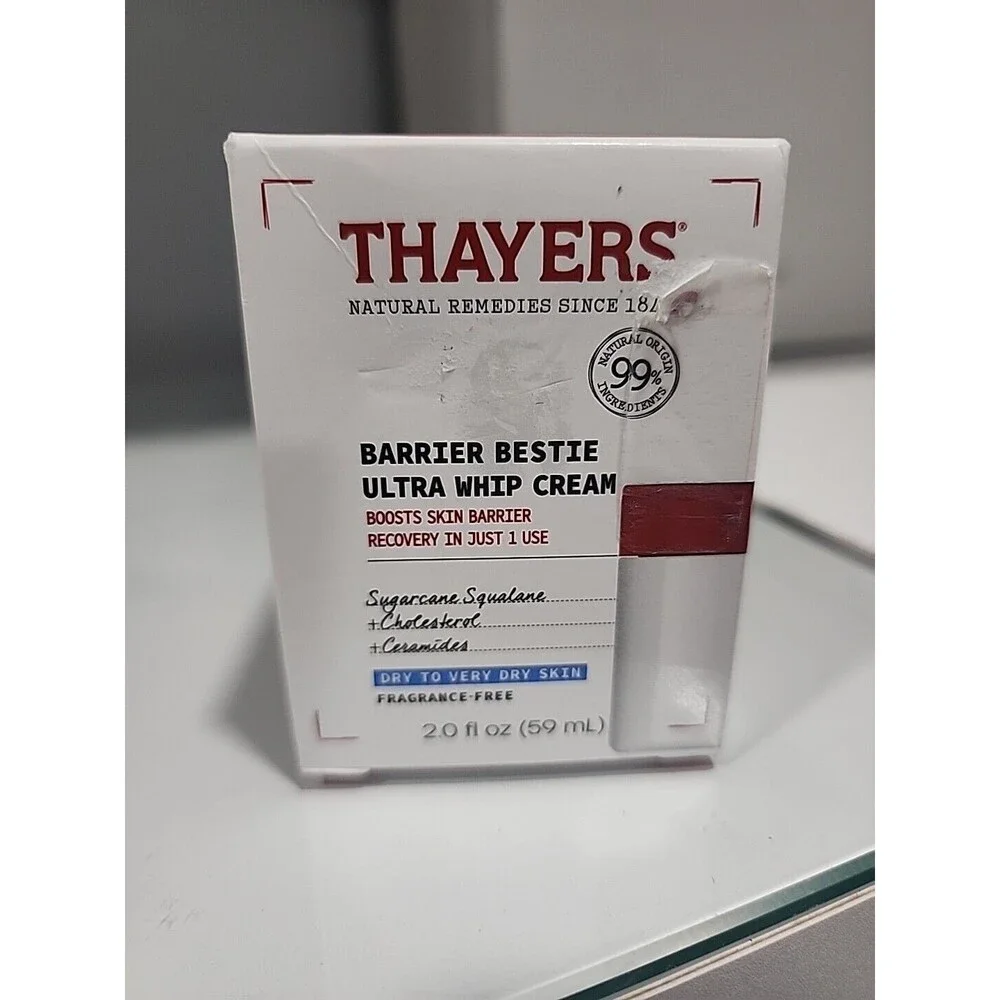 THAYERS®
NATURAL REMEDIES SINCE
NATURAL ORIGIN
99%
INGREDIENTS
BARRIER BESTIE
ULTRA WHIP CREAM
BOOSTS SKIN BARRIER
RECOVERY IN JUST 1 USE
Sugarcane Squalane
+Cholesterol
+Ceramides
DRY TO VERY DRY SKIN
FRAGRANCE-FREE
2.0 fl oz (59 mL)